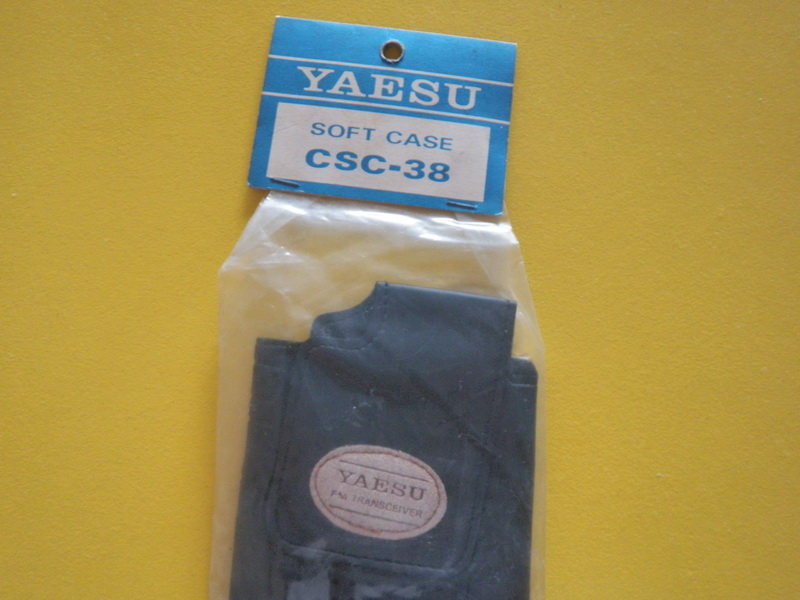 YAESU
SOFT CASE
CSC-38
YAESU
FM TRANSCEIVER